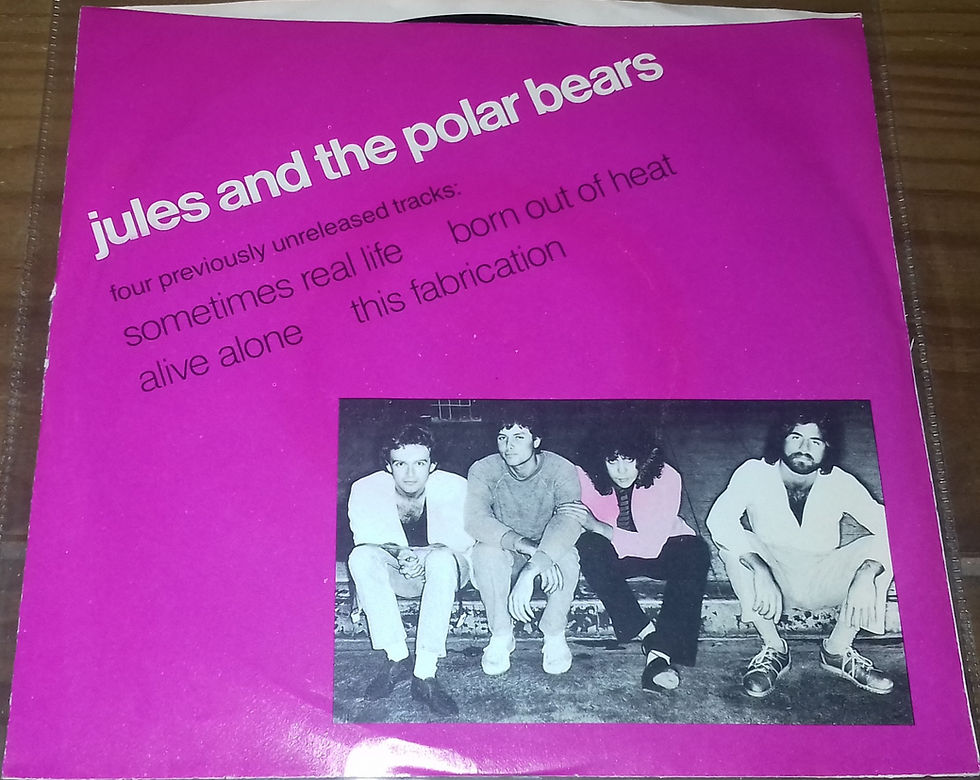 jules and the polar bears
four previously unreleased tracks:
sometimes real life born out of heat
alive alone this fabrication